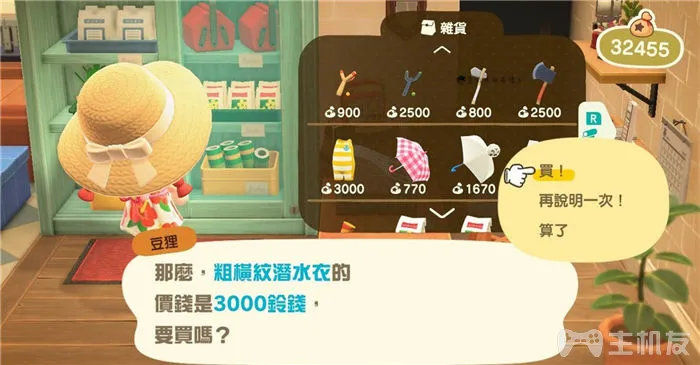 雜貨
32455
900
2500
800
2500
R
3000
770
1670
買！
再說明一次！
算了
豆狸
那麼，粗橫紋潛水衣的
價錢是3000鈴錢，
要買嗎？
主机友